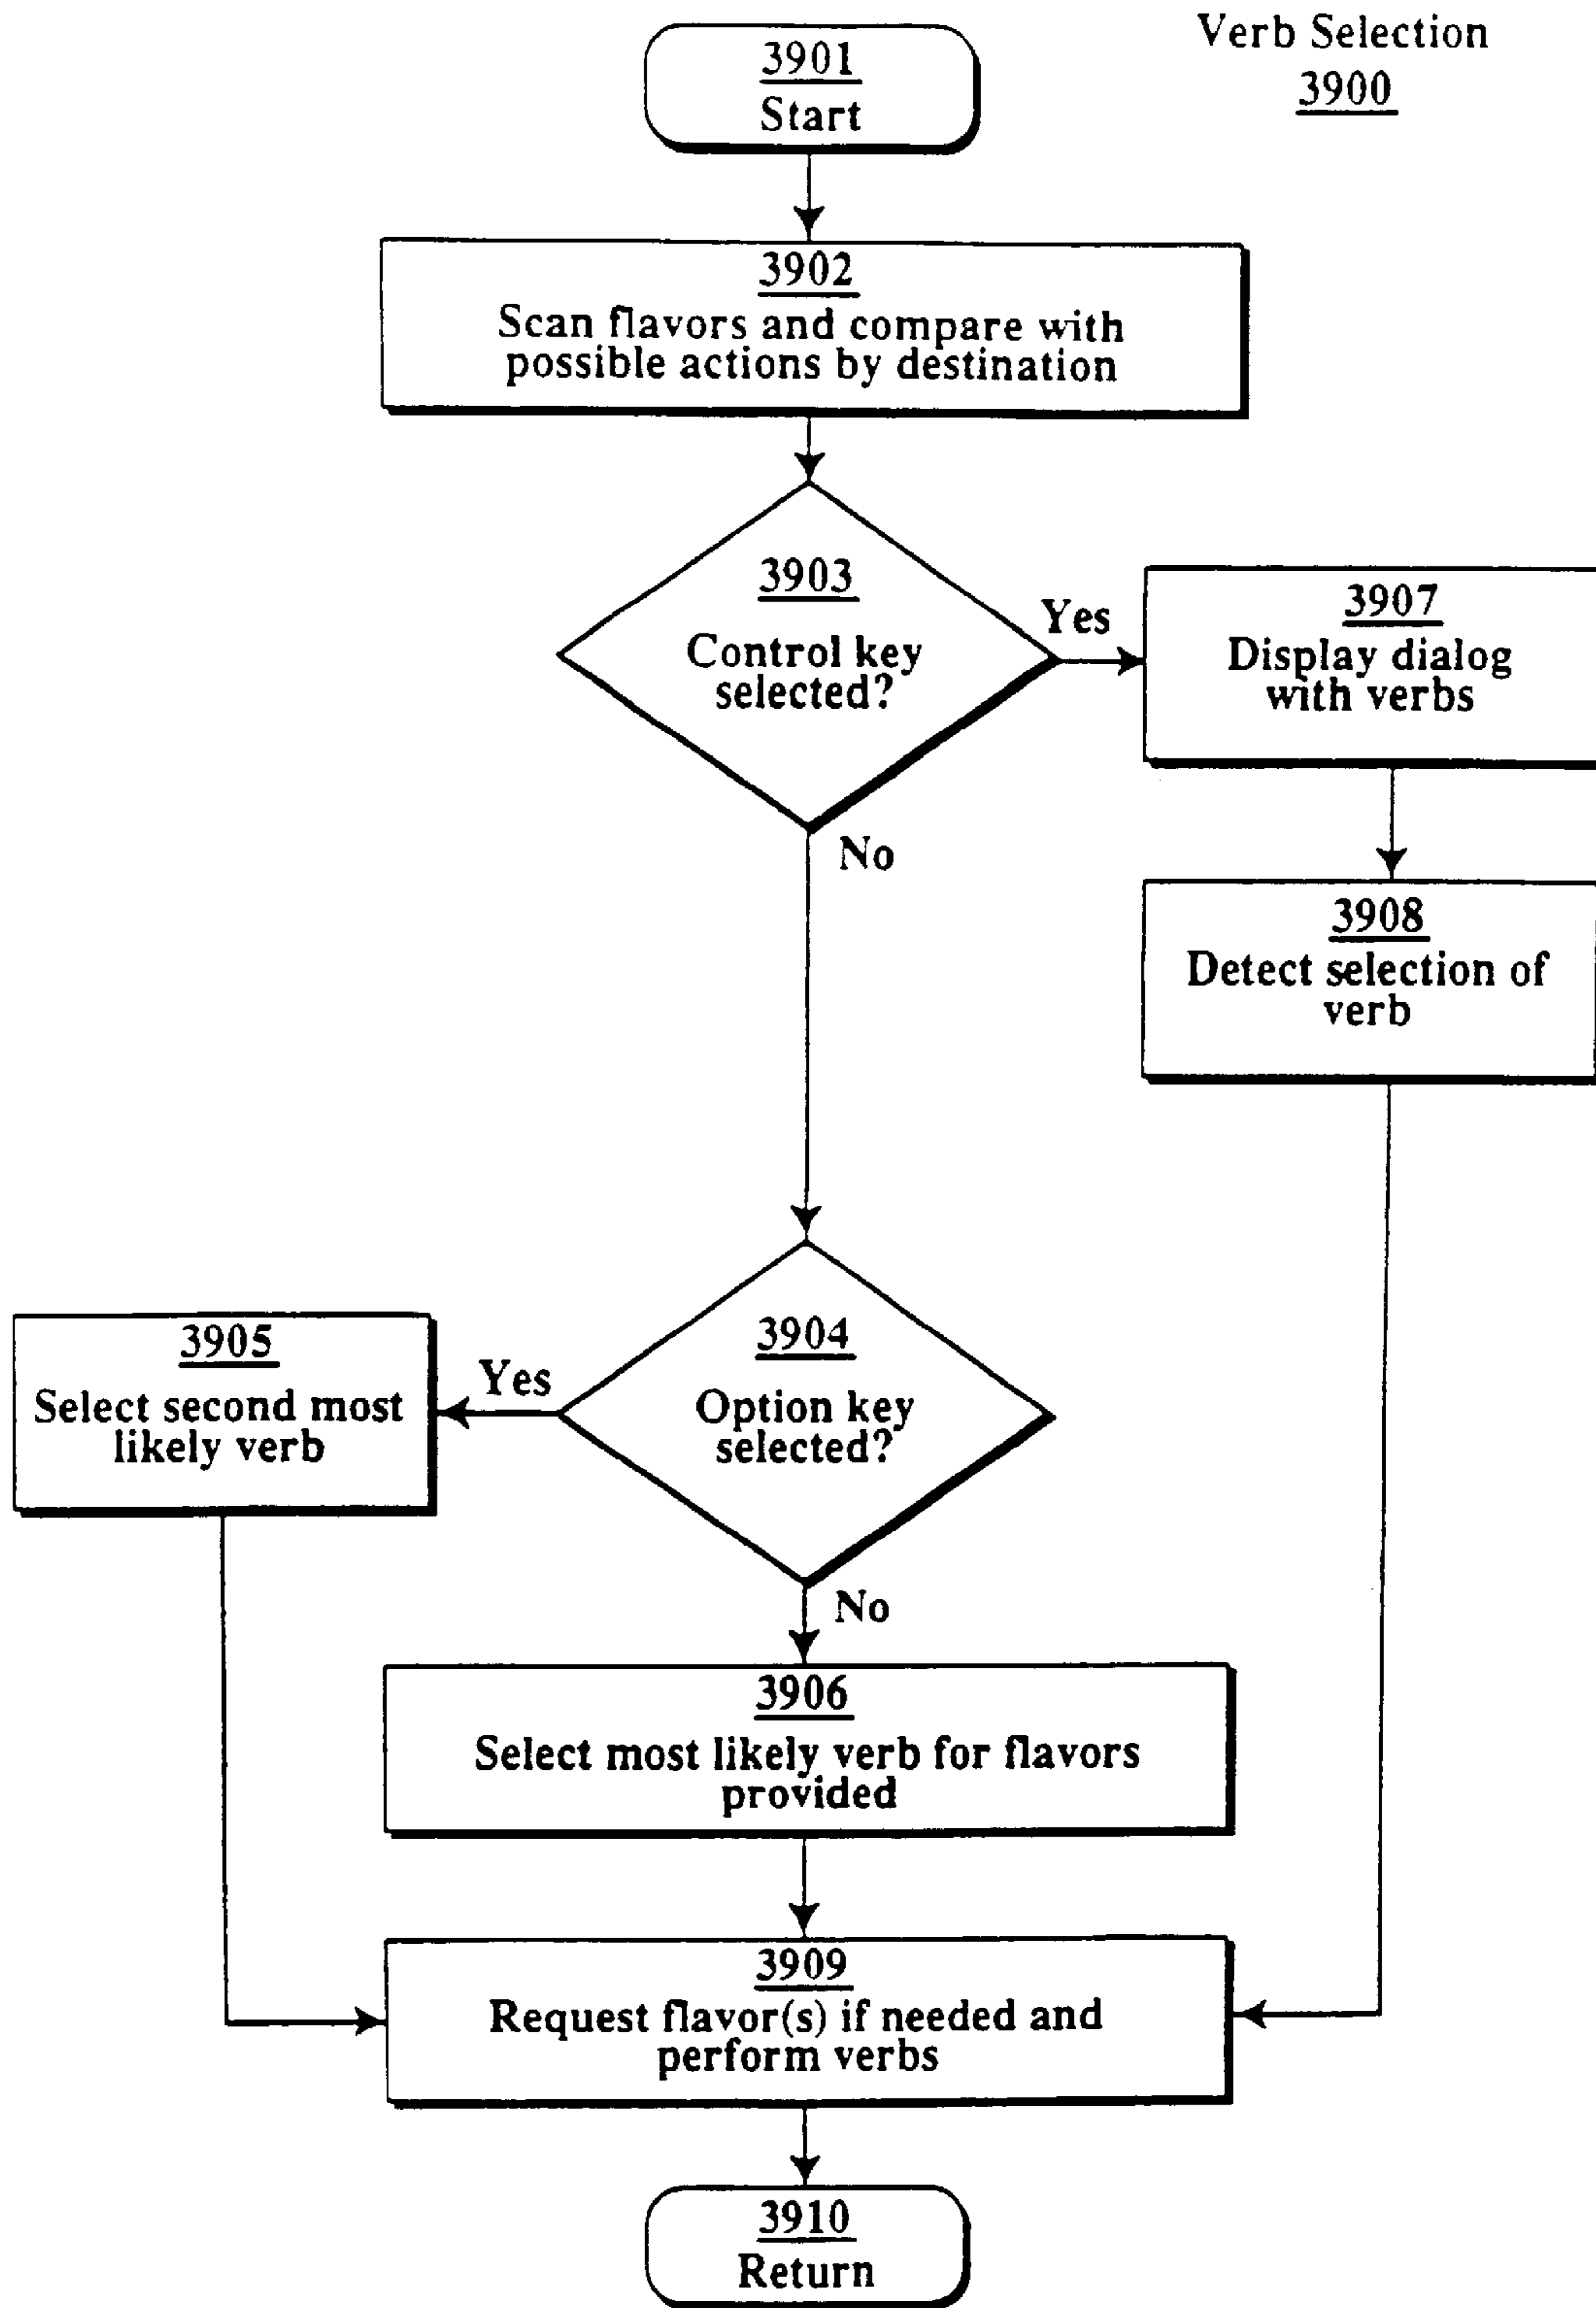 Verb Selection
3900
3901
Start
3902
Scan flavors and compare with
possible actions by destination
3903
Control key
selected?
Yes
No
3907
Display dialog
with verbs
3908
Detect selection of
verb
3904
Option key
selected?
Yes
No
3905
Select second most
likely verb
3906
Select most likely verb for flavors
provided
3909
Request flavor(s) if needed and
perform verbs
3910
Return